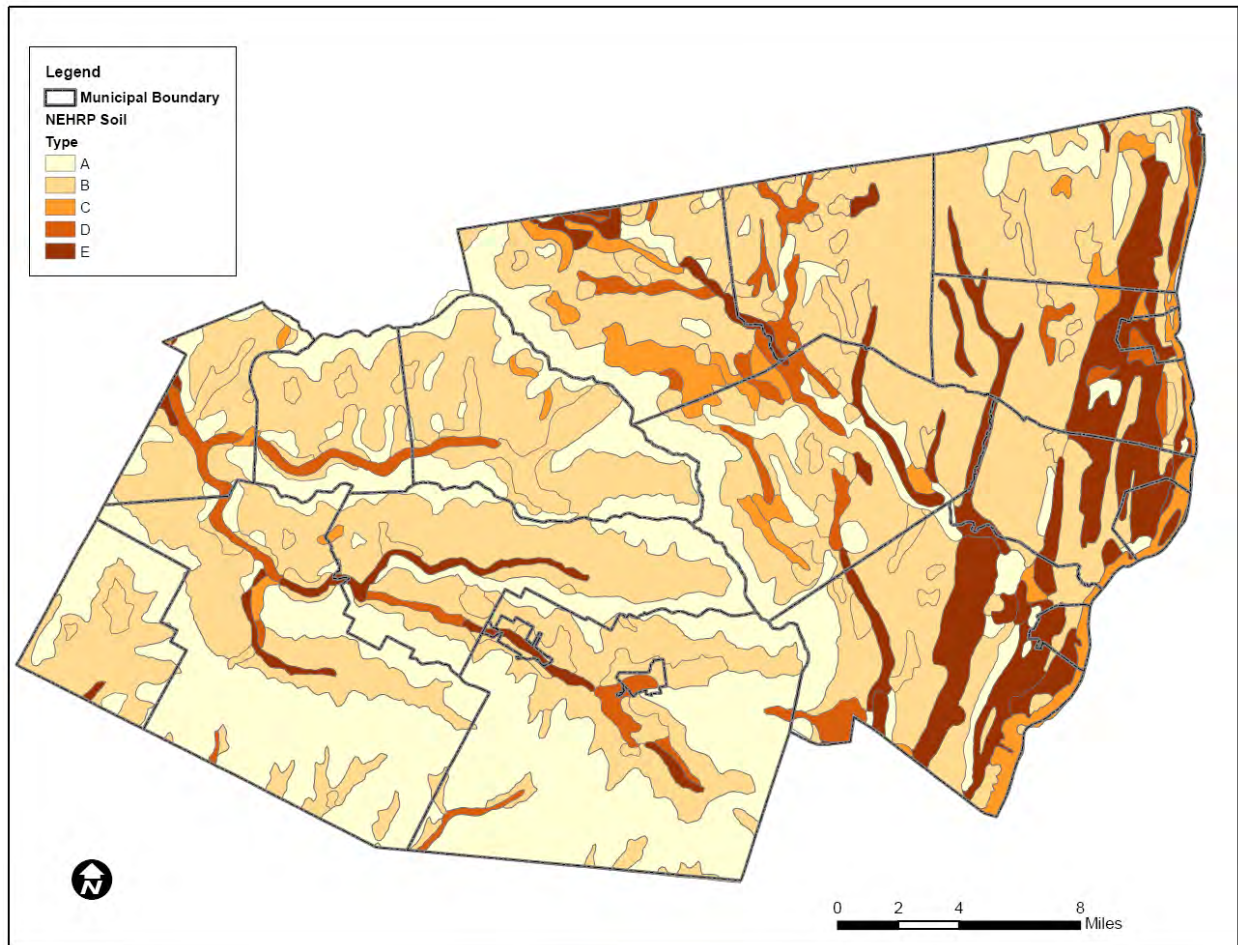 Legend
Municipal Boundary
NEHRP Soil
Type
A
B
C
D
E
N
0 2 4 8
Miles